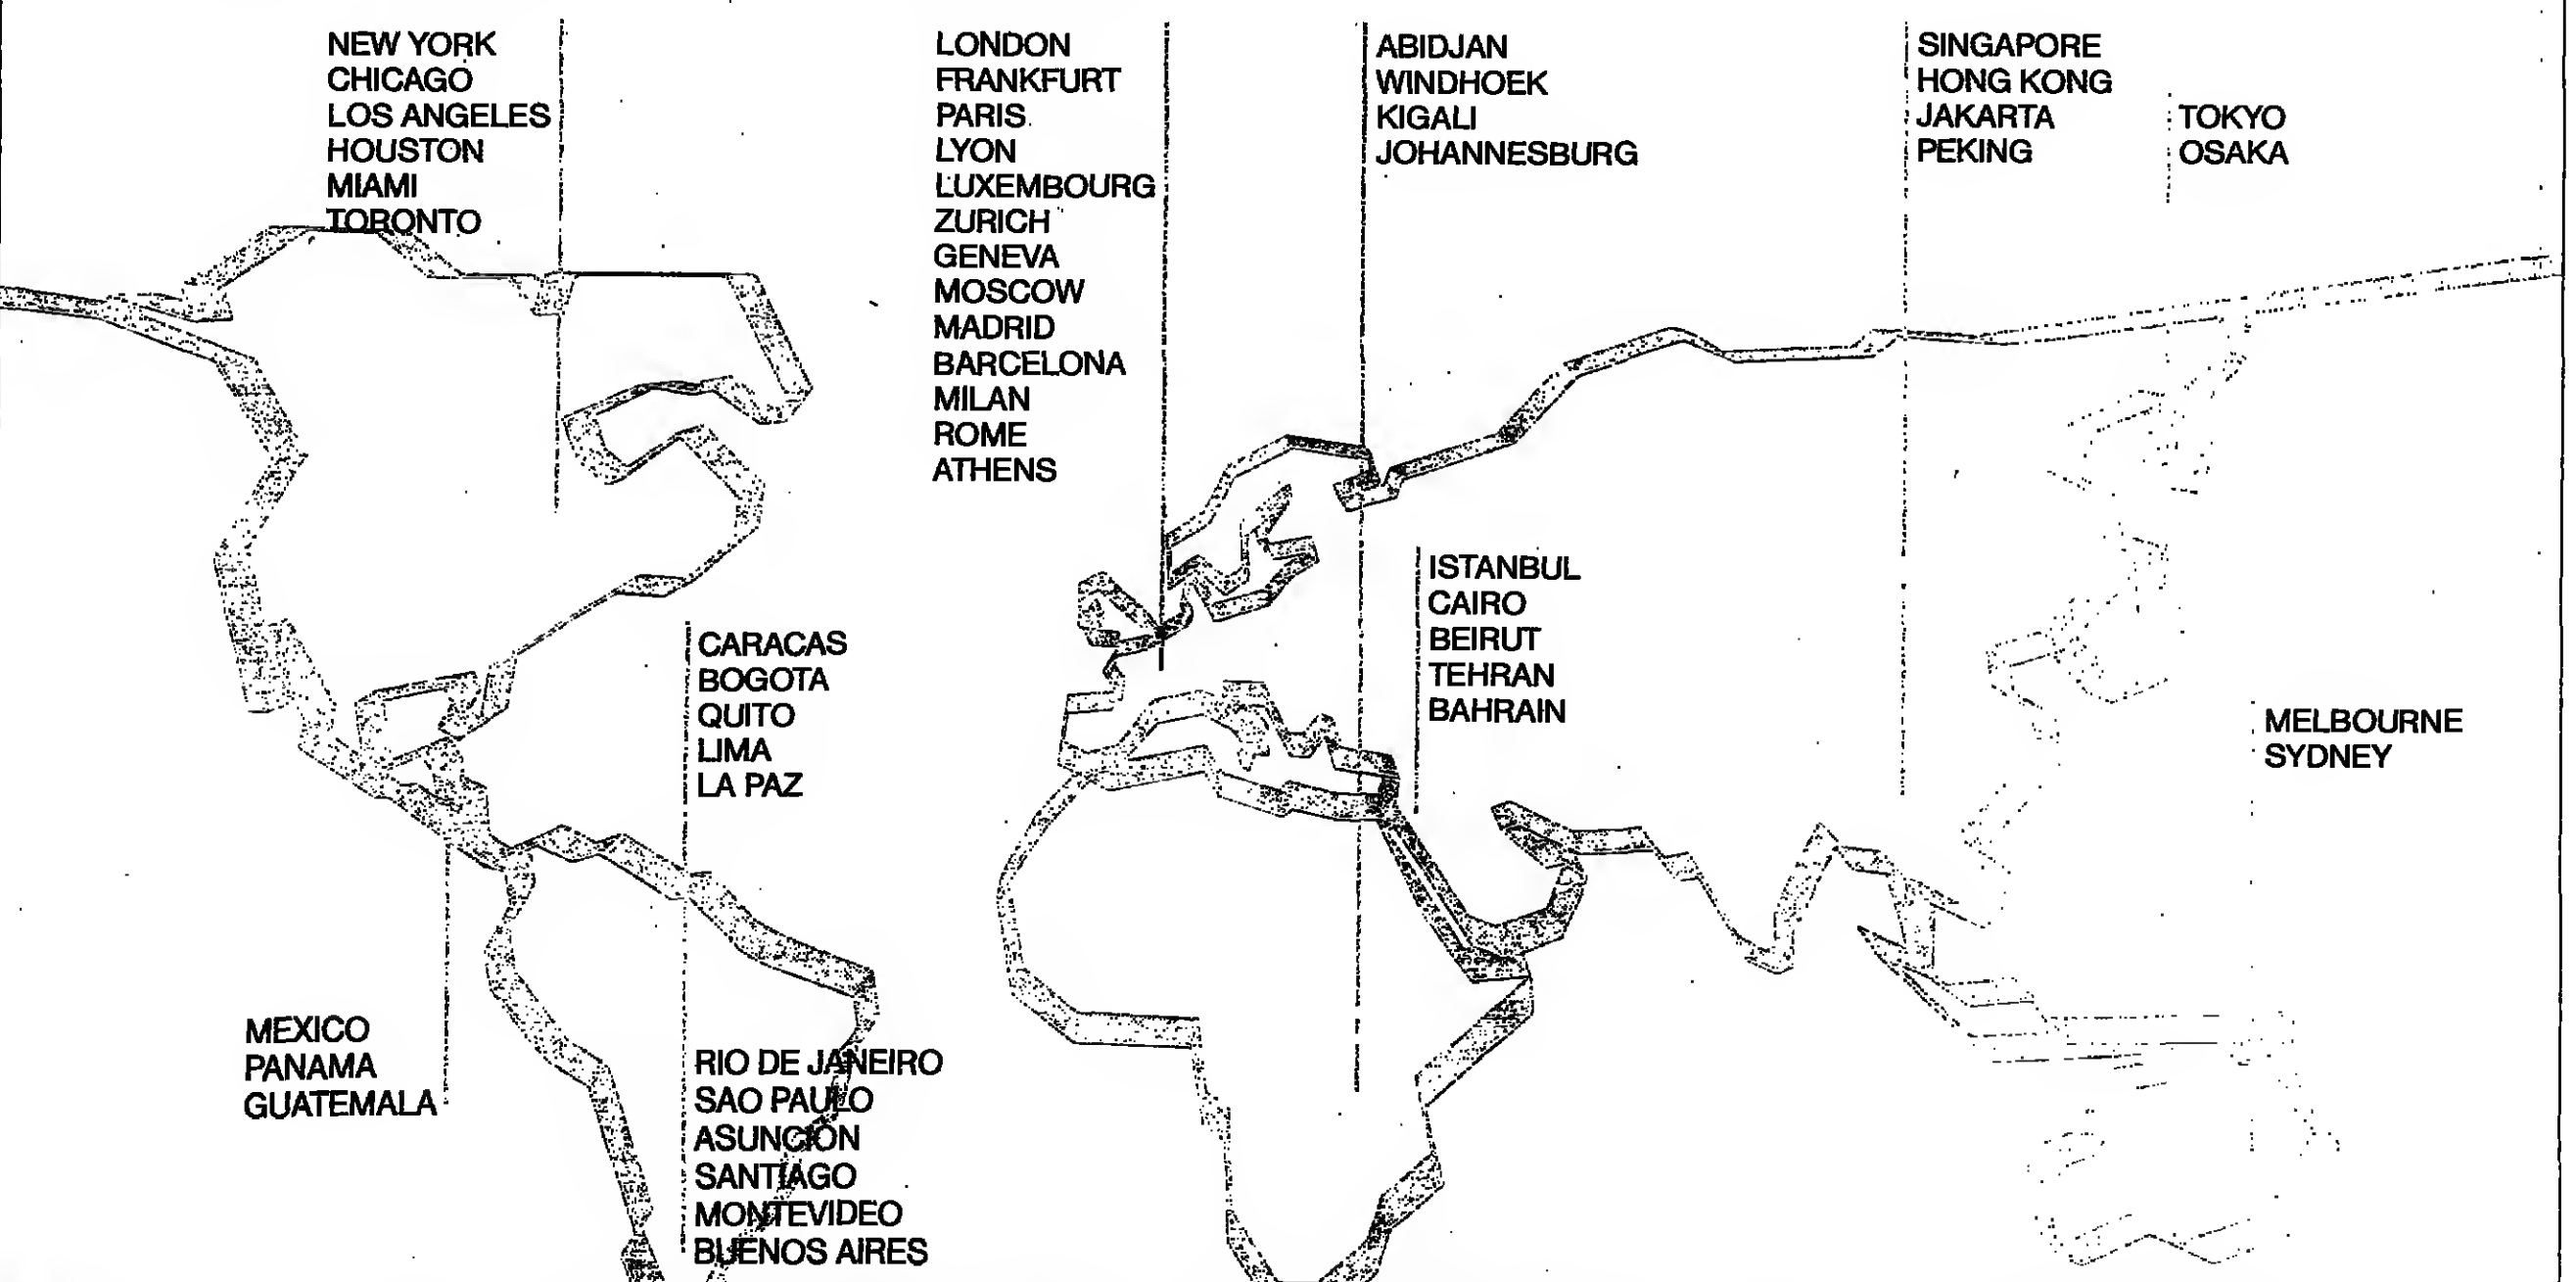 NEW YORK
CHICAGO
LOS ANGELES
HOUSTON
MIAMI
TORONTO
LONDON
FRANKFURT
PARIS
LYON
LUXEMBOURG
ZURICH
GENEVA
MOSCOW
MADRID
BARCELONA
MILAN
ROME
ATHENS
ABIDJAN
WINDHOEK
KIGALI
JOHANNESBURG
SINGAPORE
HONG KONG
JAKARTA
PEKING
TOKYO
OSAKA
ISTANBUL
CAIRO
BEIRUT
TEHRAN
BAHRAIN
CARACAS
BOGOTA
QUITO
LIMA
LA PAZ
MELBOURNE
SYDNEY
MEXICO
PANAMA
GUATEMALA
RIO DE JANEIRO
SAO PAULO
ASUNCION
SANTIAGO
MONTEVIDEO
BUENOS AIRES